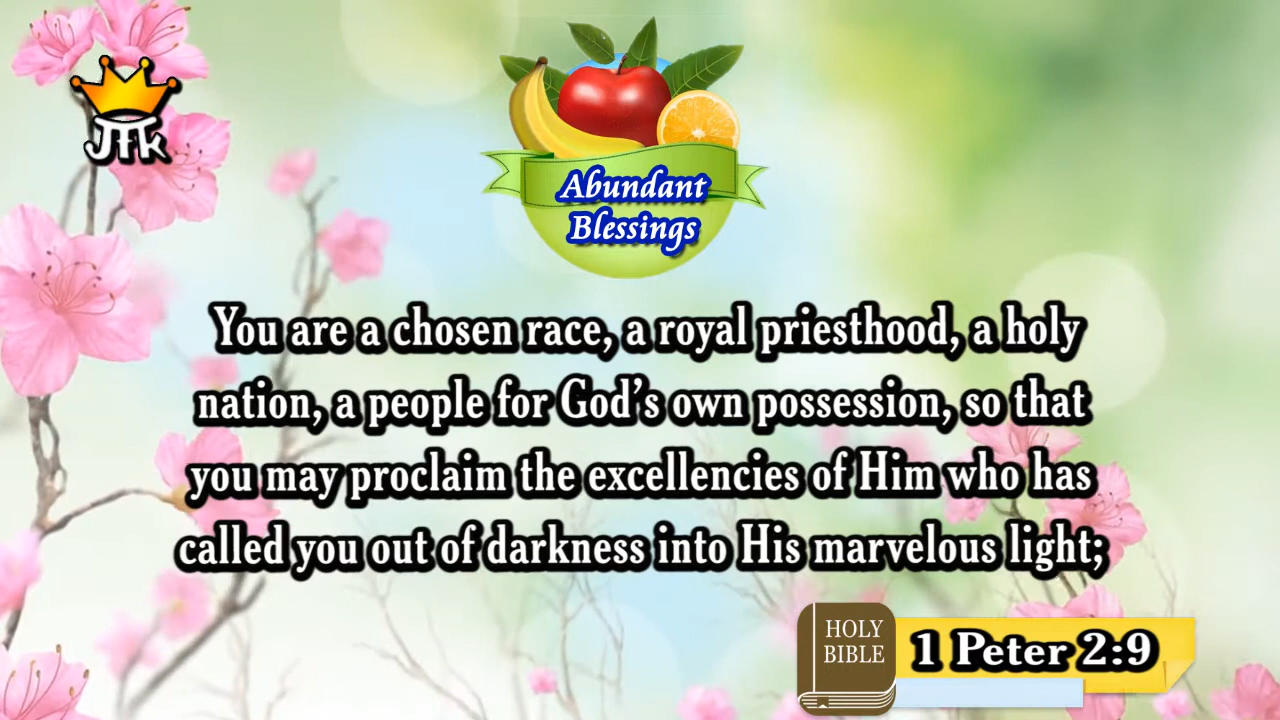 JTK
Abundant
Blessings
You are a chosen race, a royal priesthood, a holy
nation, a people for God’s own possession, so that
you may proclaim the excellencies of Him who has
called you out of darkness into His marvelous light;
HOLY
BIBLE
1 Peter 2:9